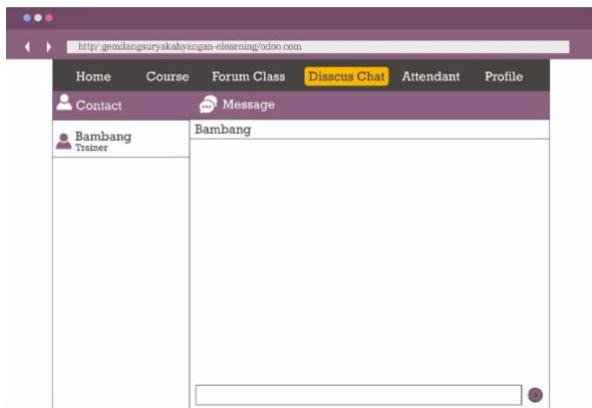 http/:gemilangsuryakahyangan-elearning/odoo.com
Home Course Forum Class Disscus Chat Attendant Profile
Contact Message
Bambang
Trainer
Bambang